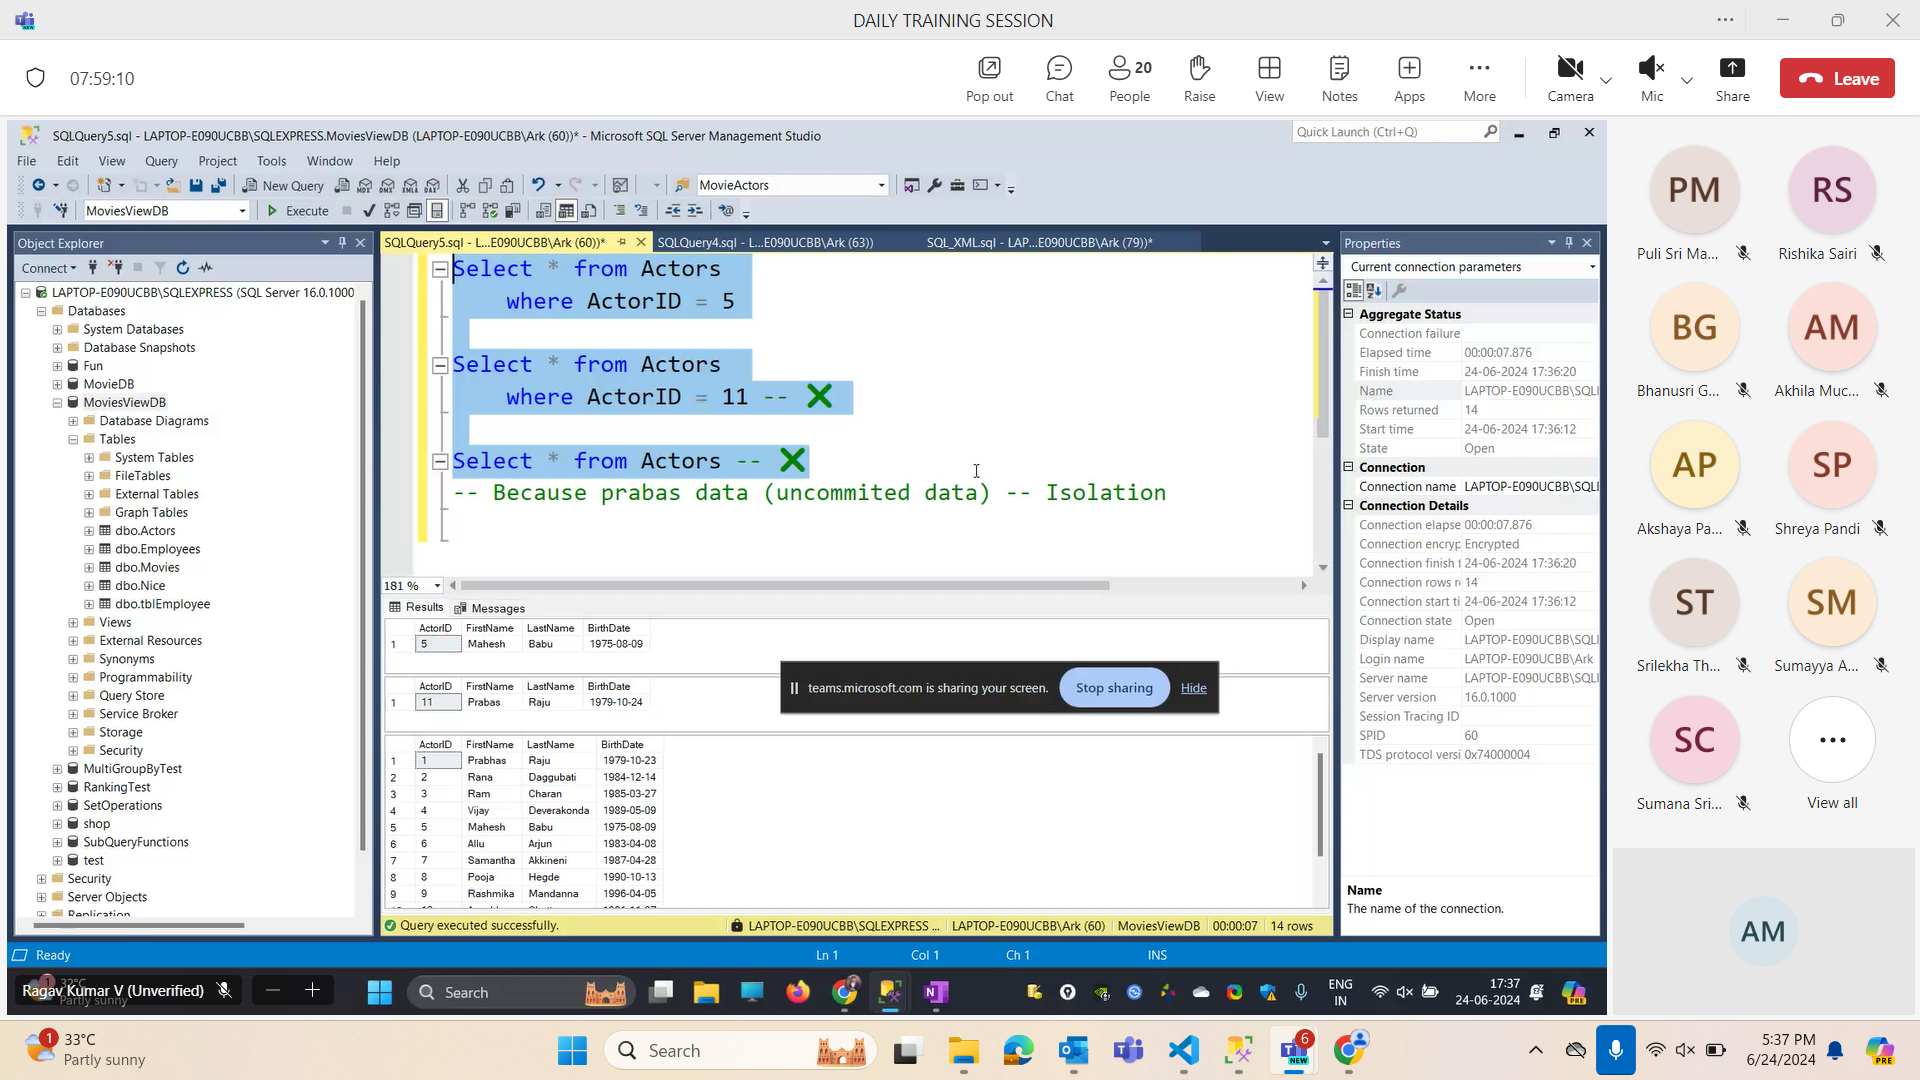 DAILY TRAINING SESSION
07:59:10
Pop out
Chat
20
People
Raise
View
Notes
Apps
More
Camera
Mic
Share
Leave
SQLQuery5.sql - LAPTOP-E090UCBB\SQLEXPRESS.MoviesViewDB (LAPTOP-E090UCBB\Ark (60))* - Microsoft SQL Server Management Studio
Quick Launch (Ctrl+Q)
File Edit View Query Project Tools Window Help
New Query
MovieActors
MoviesViewDB
Execute
Object Explorer
Connect
LAPTOP-E090UCBB\SQLEXPRESS (SQL Server 16.0.1000
Databases
System Databases
Database Snapshots
Fun
MovieDB
MoviesViewDB
Database Diagrams
Tables
System Tables
FileTables
External Tables
Graph Tables
dbo.Actors
dbo.Employees
dbo.Movies
dbo.Nice
dbo.tblEmployee
Views
External Resources
Synonyms
Programmability
Query Store
Service Broker
Storage
Security
MultiGroupByTest
RankingTest
SetOperations
shop
SubQueryFunctions
test
Security
Server Objects
Replication
SQLQuery5.sql - L...E090UCBB\Ark (60))*
SQLQuery4.sql - L...E090UCBB\Ark (63))
SQL_XML.sql - LAP...E090UCBB\Ark (79))*
Select * from Actors
where ActorID = 5
Select * from Actors
where ActorID = 11 -- ❌
Select * from Actors -- ❌
-- Because prabas data (uncommited data) -- Isolation
181 %
Results
Messages
ActorID FirstName LastName BirthDate
1 5 Mahesh Babu 1975-08-09
ActorID FirstName LastName BirthDate
1 11 Prabas Raju 1979-10-24
ActorID FirstName LastName BirthDate
1 1 Prabhas Raju 1979-10-23
2 2 Rana Daggubati 1984-12-14
3 3 Ram Charan 1985-03-27
4 4 Vijay Deverakonda 1989-05-09
5 5 Mahesh Babu 1975-08-09
6 6 Allu Arjun 1983-04-08
7 7 Samantha Akkineni 1987-04-28
8 8 Pooja Hegde 1990-10-13
9 9 Rashmika Mandanna 1996-04-05
teams.microsoft.com is sharing your screen.
Stop sharing
Hide
Query executed successfully.
LAPTOP-E090UCBB\SQLEXPRESS ...
LAPTOP-E090UCBB\Ark (60)
MoviesViewDB
00:00:07
14 rows
Properties
Current connection parameters
Aggregate Status
Connection failure
Elapsed time 00:00:07.876
Finish time 24-06-2024 17:36:20
Name LAPTOP-E090UCBB\SQLI
Rows returned 14
Start time 24-06-2024 17:36:12
State Open
Connection
Connection name LAPTOP-E090UCBB\SQLI
Connection Details
Connection elapse 00:00:07.876
Connection encryp Encrypted
Connection finish t 24-06-2024 17:36:20
Connection rows r 14
Connection start ti 24-06-2024 17:36:12
Connection state Open
Display name LAPTOP-E090UCBB\SQLI
Login name LAPTOP-E090UCBB\Ark
Server name LAPTOP-E090UCBB\SQLI
Server version 16.0.1000
Session Tracing ID
SPID 60
TDS protocol versi 0x74000004
Name
The name of the connection.
Ready
Ln 1
Col 1
Ch 1
INS
Ragav Kumar V (Unverified)
Search
ENG
IN
17:37
24-06-2024
PM
Puli Sri Ma...
RS
Rishika Sairi
BG
Bhanusri G...
AM
Akhila Muc...
AP
Akshaya Pa...
SP
Shreya Pandi
ST
Srilekha Th...
SM
Sumayya A...
SC
Sumana Sri...
View all
AM
1
33°C
Partly sunny
Search
NEW
6
5:37 PM
6/24/2024
PRE